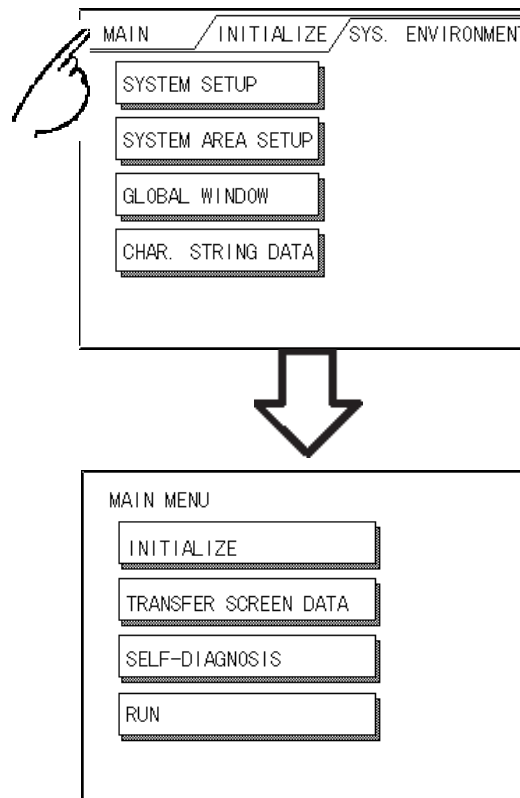 MAIN INITIALIZE SYS. ENVIRONMENT
SYSTEM SETUP
SYSTEM AREA SETUP
GLOBAL WINDOW
CHAR. STRING DATA
MAIN MENU
INITIALIZE
TRANSFER SCREEN DATA
SELF-DIAGNOSIS
RUN